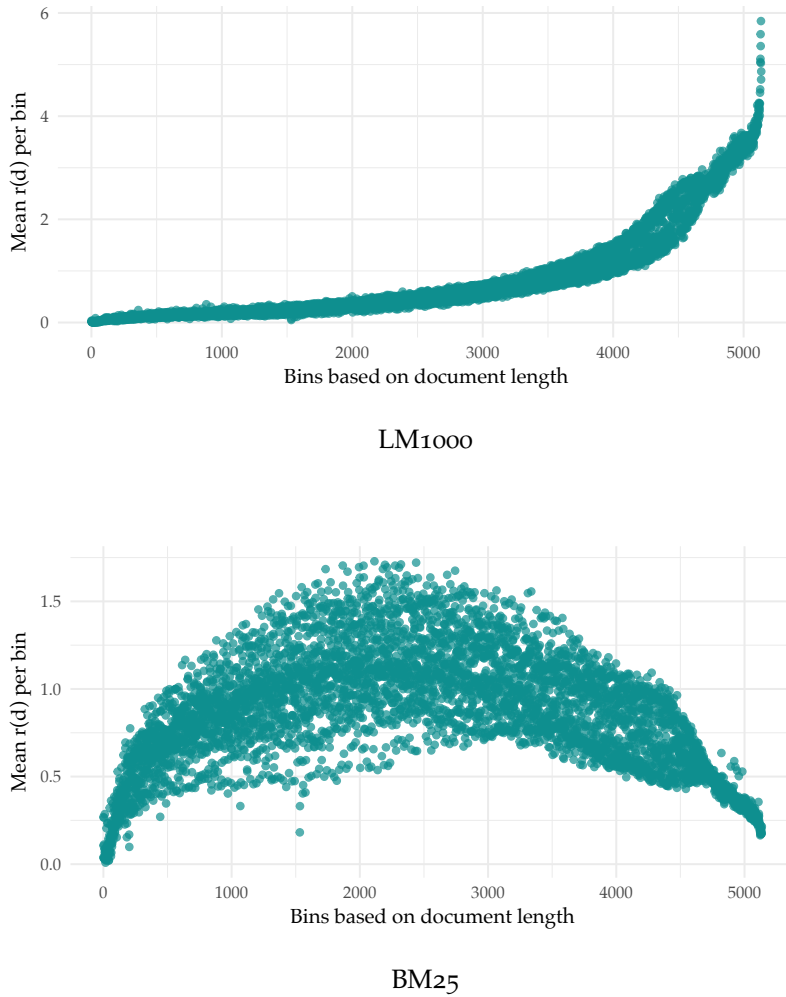 6
4
2
0
Mean r(d) per bin
0 1000 2000 3000 4000 5000
Bins based on document length
LM1000
1.5
1.0
0.5
0.0
Mean r(d) per bin
0 1000 2000 3000 4000 5000
Bins based on document length
BM25